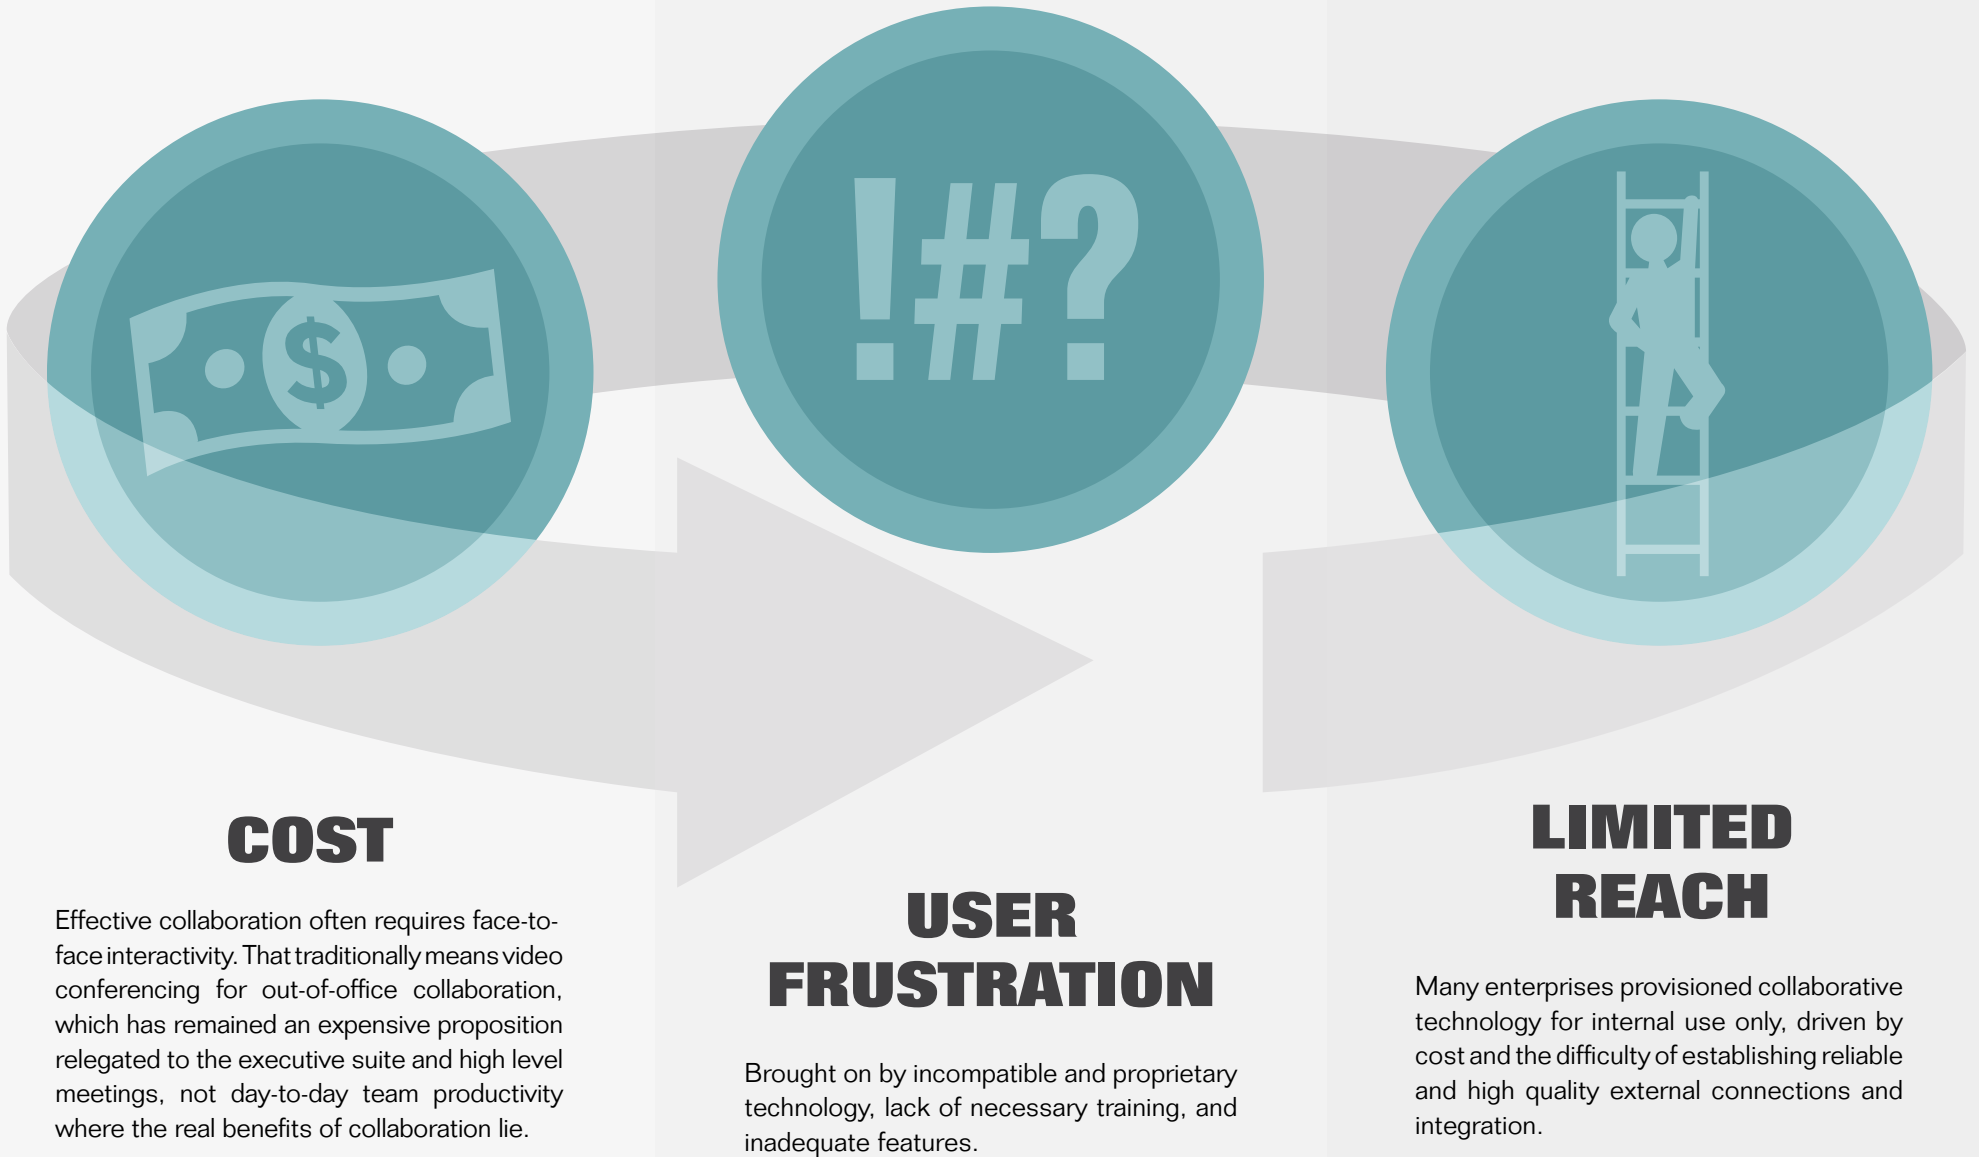 $
!#?
COST
Effective collaboration often requires face-to-
face interactivity. That traditionally means video
conferencing for out-of-office collaboration,
which has remained an expensive proposition
relegated to the executive suite and high level
meetings, not day-to-day team productivity
where the real benefits of collaboration lie.
USER
FRUSTRATION
Brought on by incompatible and proprietary
technology, lack of necessary training, and
inadequate features.
LIMITED
REACH
Many enterprises provisioned collaborative
technology for internal use only, driven by
cost and the difficulty of establishing reliable
and high quality external connections and
integration.